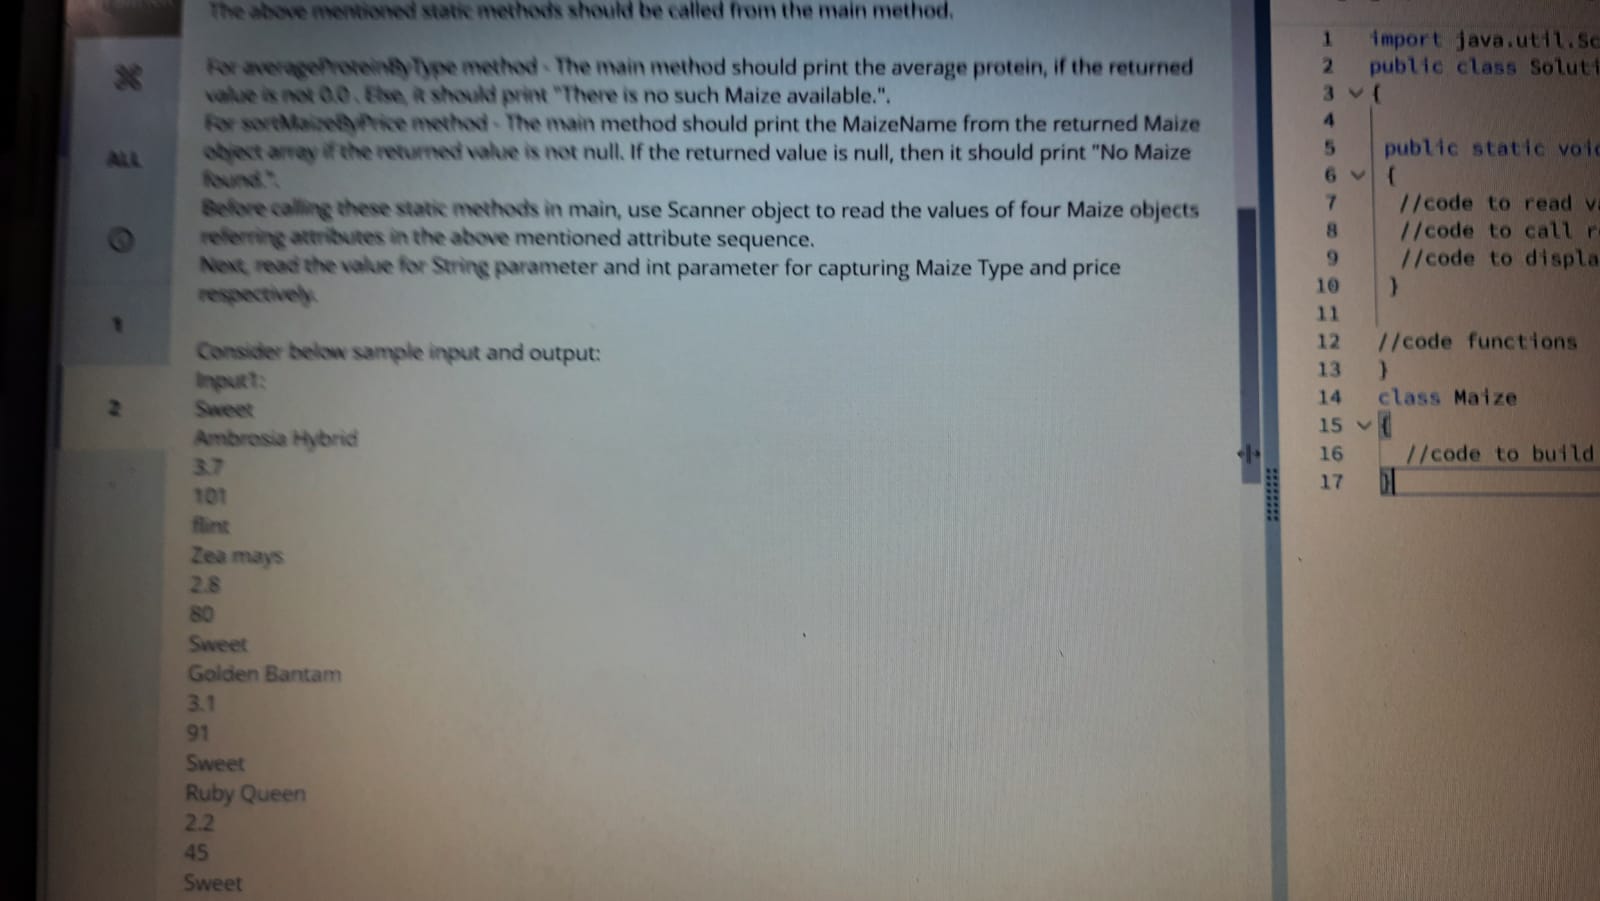 The above mentioned static methods should be called from the main method.
For averageProteinByType method - The main method should print the average protein, if the returned
value is not 0.0 . Else, it should print "There is no such Maize available.".
For sortMaizeByPrice method - The main method should print the MaizeName from the returned Maize
object array if the returned value is not null. If the returned value is null, then it should print "No Maize
found.".
Before calling these static methods in main, use Scanner object to read the values of four Maize objects
referring attributes in the above mentioned attribute sequence.
Next, read the value for String parameter and int parameter for capturing Maize Type and price
respectively.
Consider below sample input and output:
Input1:
Sweet
Ambrosia Hybrid
3.7
101
flint
Zea mays
2.8
80
Sweet
Golden Bantam
3.1
91
Sweet
Ruby Queen
2.2
45
Sweet
ALL
1
2
1 import java.util.Sc
2 public class Soluti
3 {
4
5 public static voi
6 {
7 //code to read v
8 //code to call r
9 //code to displa
10 }
11
12 //code functions
13 }
14 class Maize
15 {
16 //code to build
17 }